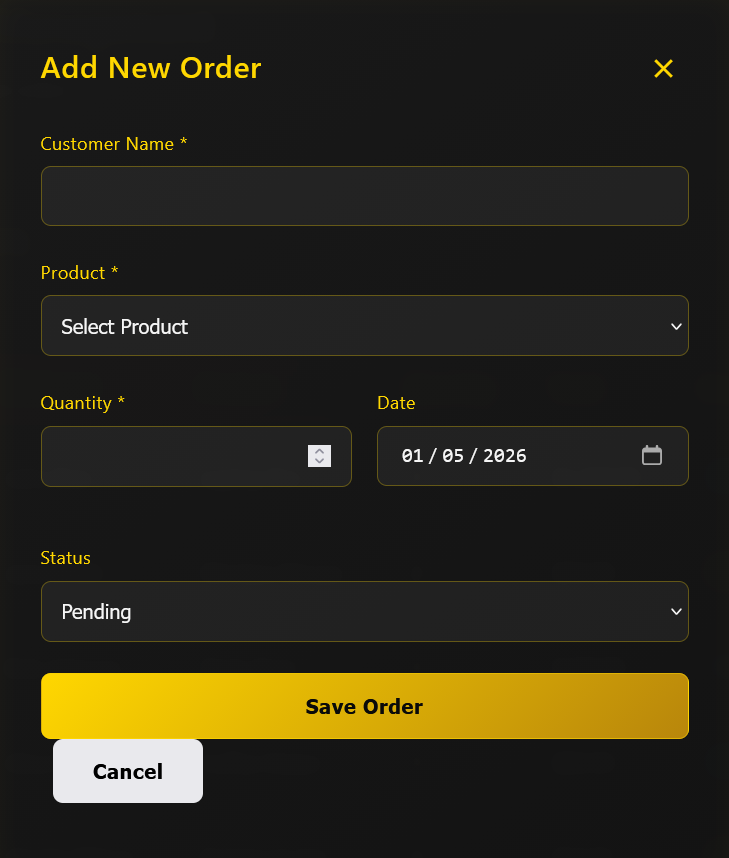 Add New Order
Customer Name *
Product *
Select Product
Quantity *
Date
01 / 05 / 2026
Status
Pending
Save Order
Cancel